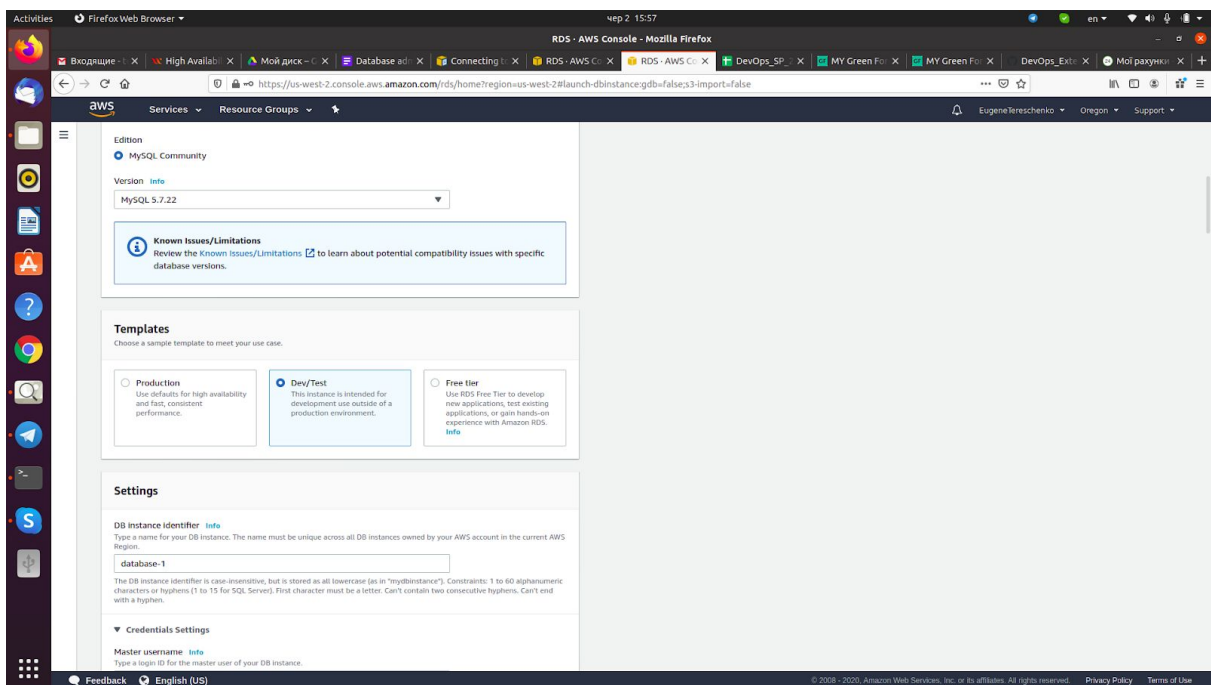 Activities
Firefox Web Browser
чер 2 15:57
en
RDS · AWS Console - Mozilla Firefox
Входящие -
High Availabil
Мой диск – G
Database adm
Connecting to
RDS · AWS Co
RDS · AWS Co
DevOps_SP_2
MY Green For
MY Green For
DevOps_Exte
Мої рахунки
https://us-west-2.console.aws.amazon.com/rds/home?region=us-west-2#launch-dbinstance:gdb=false;s3-import=false
aws
Services
Resource Groups
EugeneTereschenko
Oregon
Support
Edition
MySQL Community
Version Info
MySQL 5.7.22
Known Issues/Limitations
Review the Known Issues/Limitations to learn about potential compatibility issues with specific
database versions.
Templates
Choose a sample template to meet your use case.
Production
Use defaults for high availability
and fast, consistent
performance.
Dev/Test
This instance is intended for
development use outside of a
production environment.
Free tier
Use RDS Free Tier to develop
new applications, test existing
applications, or gain hands-on
experience with Amazon RDS.
Info
Settings
DB instance identifier Info
Type a name for your DB instance. The name must be unique across all DB instances owned by your AWS account in the current AWS
Region.
database-1
The DB instance identifier is case-insensitive, but is stored as all lowercase (as in "mydbinstance"). Constraints: 1 to 60 alphanumeric
characters or hyphens (1 to 15 for SQL Server). First character must be a letter. Can't contain two consecutive hyphens. Can't end
with a hyphen.
Credentials Settings
Master username Info
Type a login ID for the master user of your DB instance.
Feedback
English (US)
© 2008 - 2020, Amazon Web Services, Inc. or its affiliates. All rights reserved.
Privacy Policy
Terms of Use